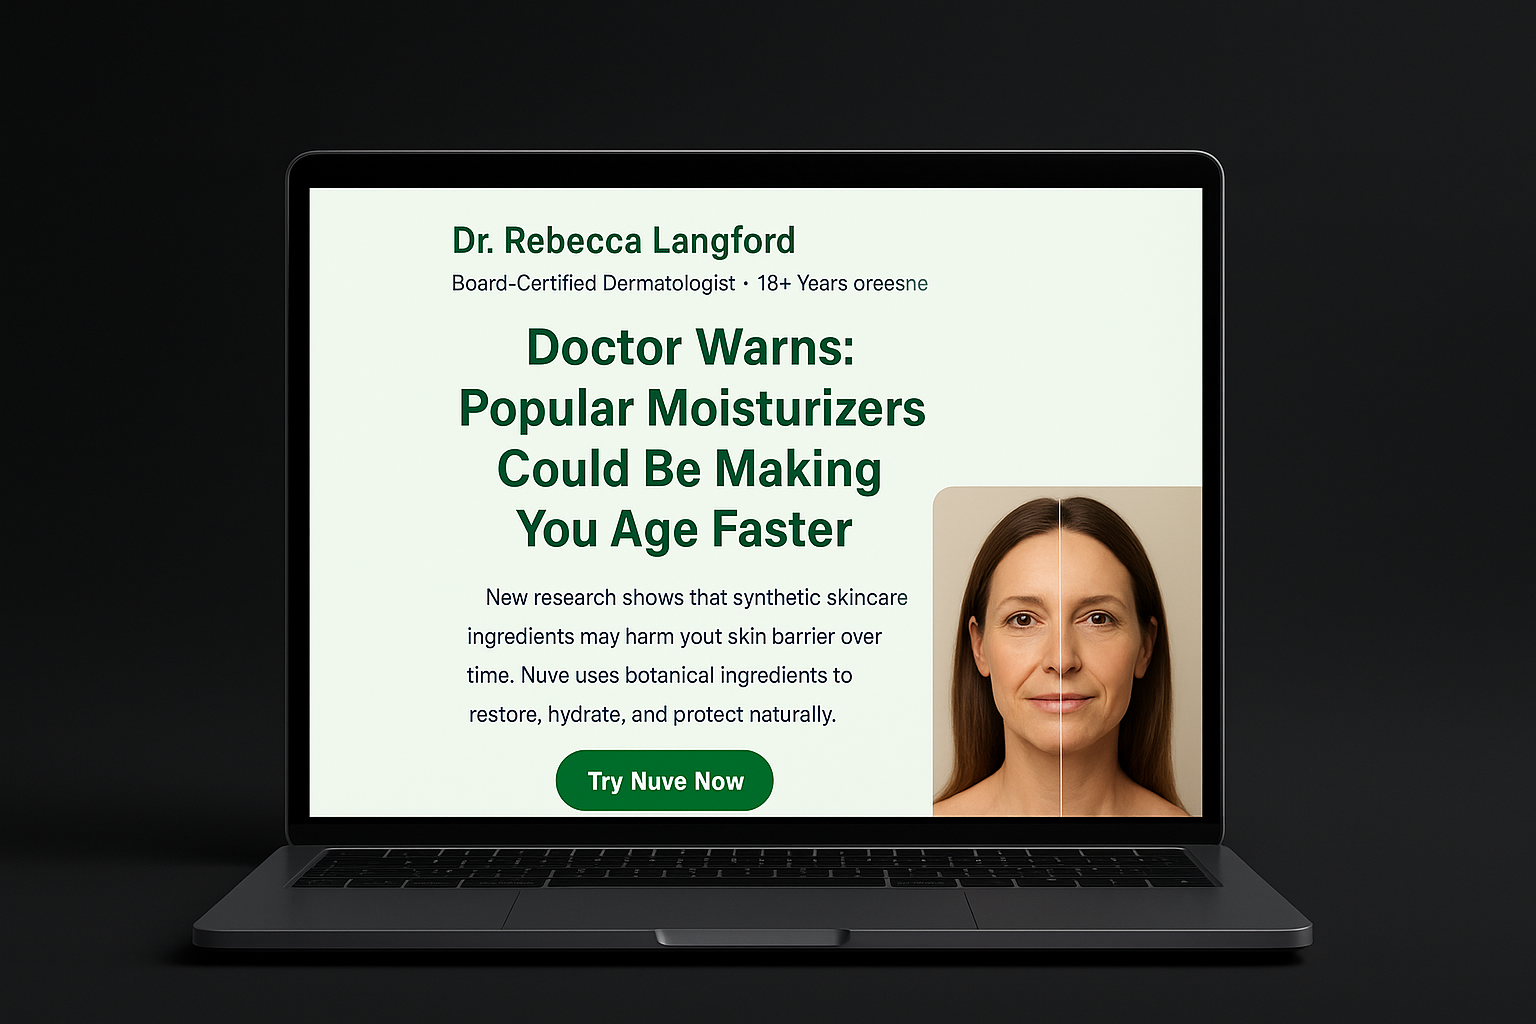 Dr. Rebecca Langford
Board-Certified Dermatologist • 18+ Years oreesne
Doctor Warns:
Popular Moisturizers
Could Be Making
You Age Faster
New research shows that synthetic skincare
ingredients may harm yout skin barrier over
time. Nuve uses botanical ingredients to
restore, hydrate, and protect naturally.
Try Nuve Now